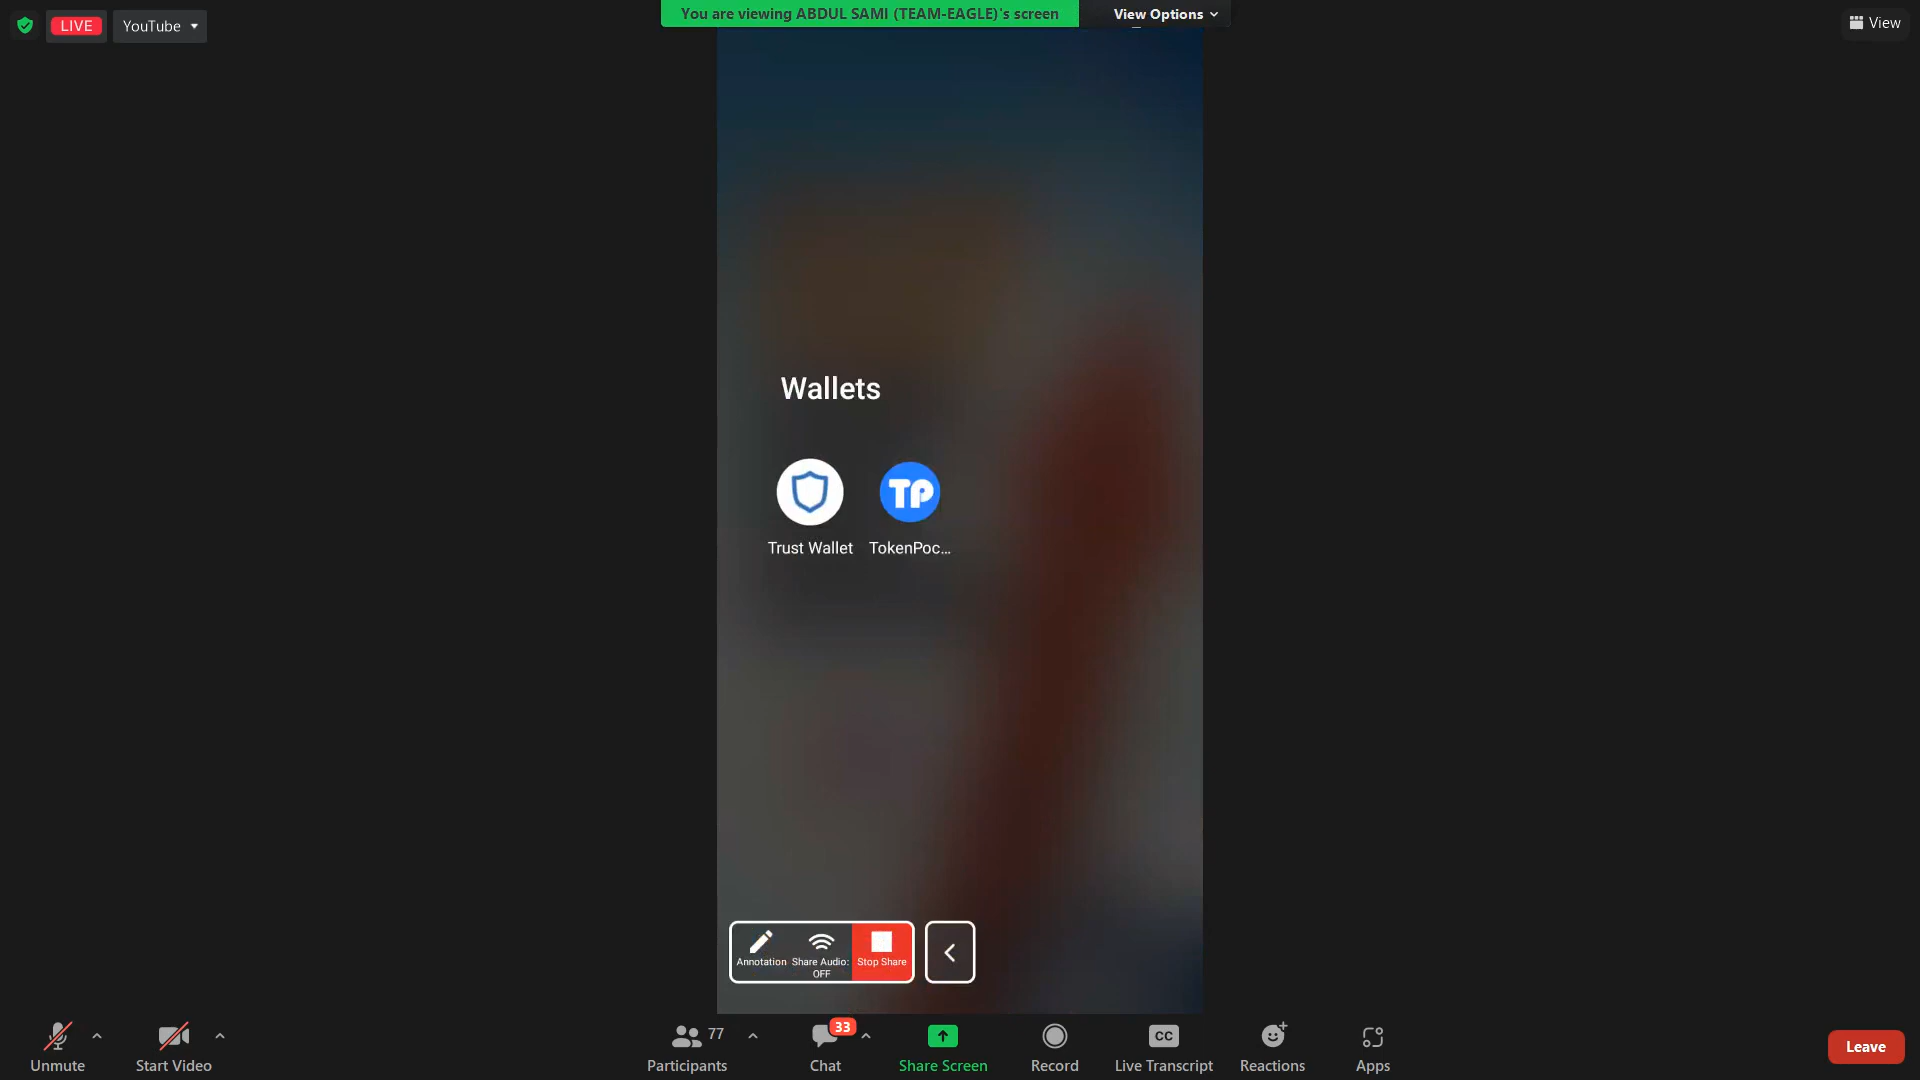 LIVE
YouTube
You are viewing ABDUL SAMI (TEAM-EAGLE)'s screen
View Options
View
Wallets
TP
Trust Wallet
TokenPoc...
Annotation
Share Audio:
OFF
Stop Share
Unmute
Start Video
77
Participants
33
Chat
Share Screen
Record
CC
Live Transcript
Reactions
Apps
Leave